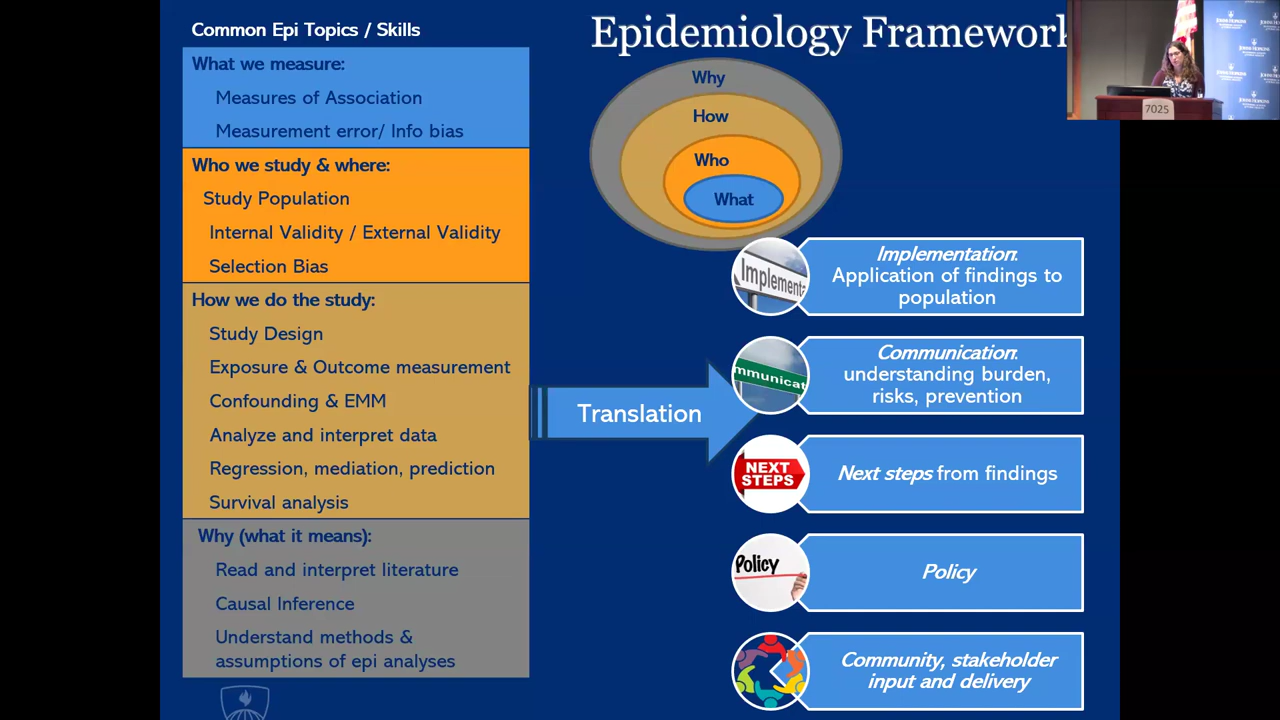 Common Epi Topics / Skills
What we measure:
Measures of Association
Measurement error/ Info bias
Who we study & where:
Study Population
Internal Validity / External Validity
Selection Bias
How we do the study:
Study Design
Exposure & Outcome measurement
Confounding & EMM
Analyze and interpret data
Regression, mediation, prediction
Survival analysis
Why (what it means):
Read and interpret literature
Causal Inference
Understand methods &
assumptions of epi analyses
Epidemiology Framework
Why
How
Who
What
Translation
Implementation:
Application of findings to
population
Communication:
understanding burden,
risks, prevention
mmunicat
NEXT
STEPS
Next steps from findings
Policy
Policy
Community, stakeholder
input and delivery
7025
JOHNS HOPKINS